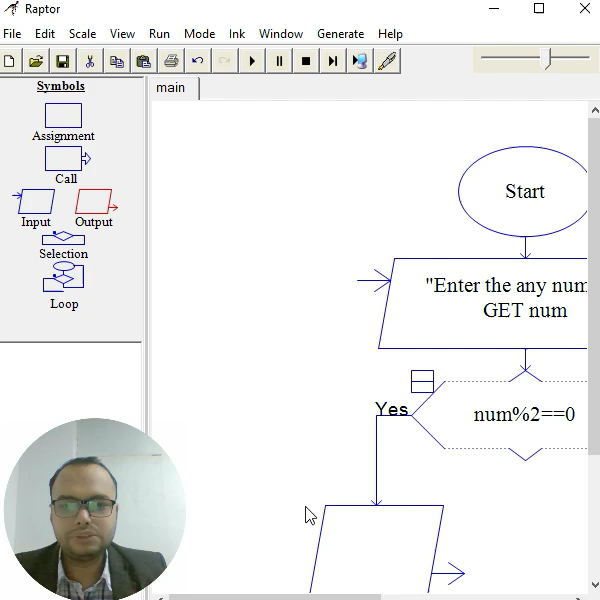 Raptor
File Edit Scale View Run Mode Ink Window Generate Help
Symbols
Assignment
Call
Input Output
Selection
Loop
main
Start
"Enter the any num
GET num
Yes
num%2==0